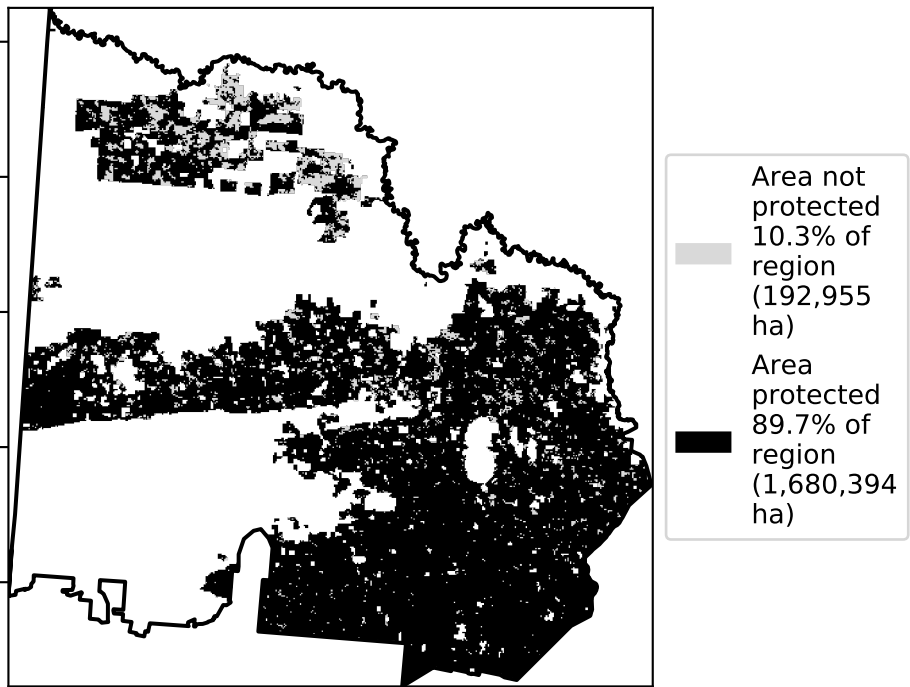 Area not
protected
10.3% of
region
(192,955
ha)
Area
protected
89.7% of
region
(1,680,394
ha)